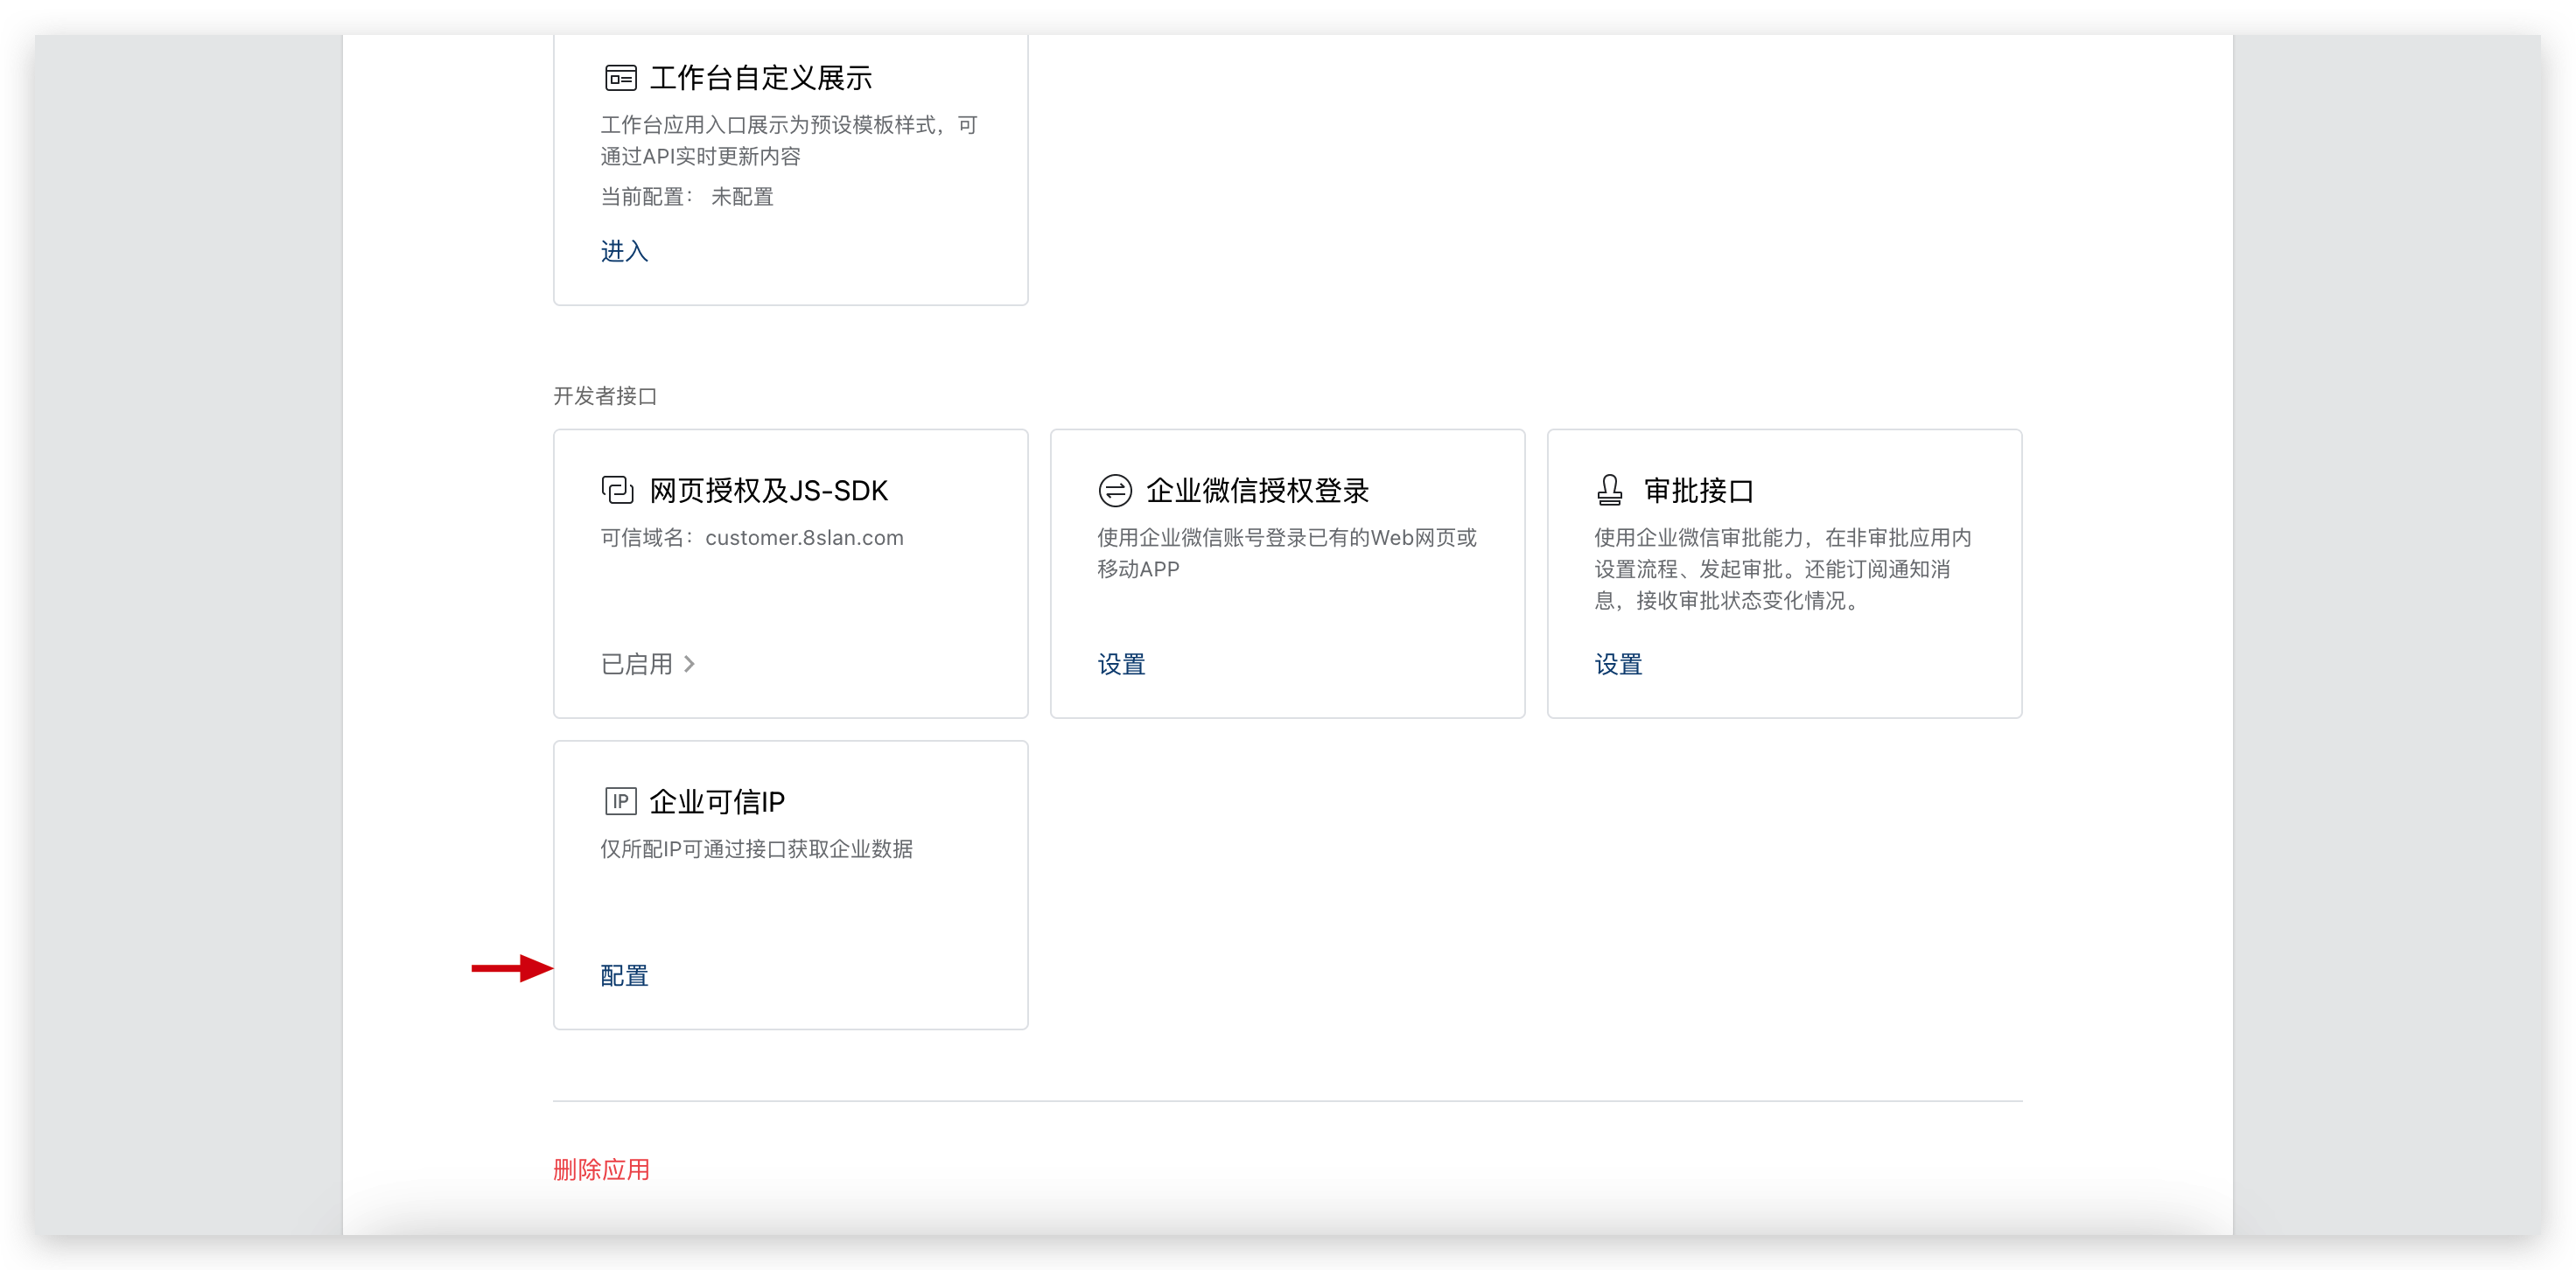 工作台自定义展示
工作台应用入口展示为预设模板样式，可
通过API实时更新内容
当前配置： 未配置
进入
开发者接口
网页授权及JS-SDK
可信域名：customer.8slan.com
已启用
企业微信授权登录
使用企业微信账号登录已有的Web网页或
移动APP
设置
审批接口
使用企业微信审批能力，在非审批应用内
设置流程、发起审批。还能订阅通知消
息，接收审批状态变化情况。
设置
IP 企业可信IP
仅所配IP可通过接口获取企业数据
配置
删除应用